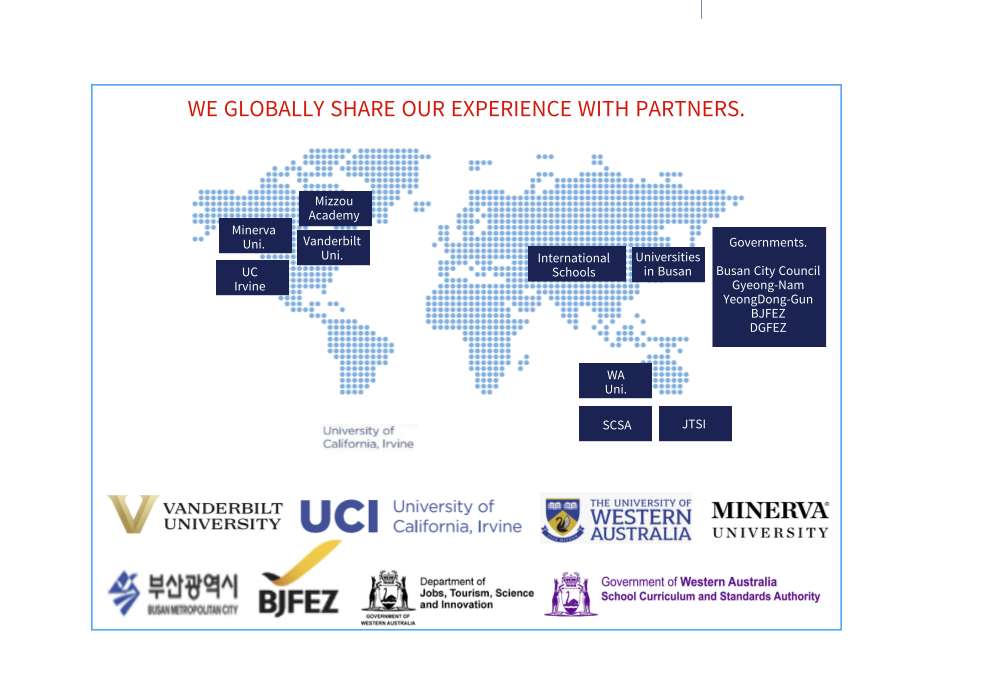 WE GLOBALLY SHARE OUR EXPERIENCE WITH PARTNERS.
Mizzou
Academy
Minerva
Uni.
Vanderbilt
Uni.
UC
Irvine
International
Schools
Universities
in Busan
Governments.
Busan City Council
Gyeong-Nam
YeongDong-Gun
BJFEZ
DGFEZ
WA
Uni.
SCSA
JTSI
University of
California, Irvine
VANDERBILT
UNIVERSITY
UCI
University of
California, Irvine
THE UNIVERSITY OF
WESTERN
AUSTRALIA
MINERVA
UNIVERSITY
부산광역시
BUSAN METROPOLITAN CITY
BJFEZ
GOVERNMENT OF
WESTERN AUSTRALIA
Department of
Jobs, Tourism, Science
and Innovation
Government of Western Australia
School Curriculum and Standards Authority